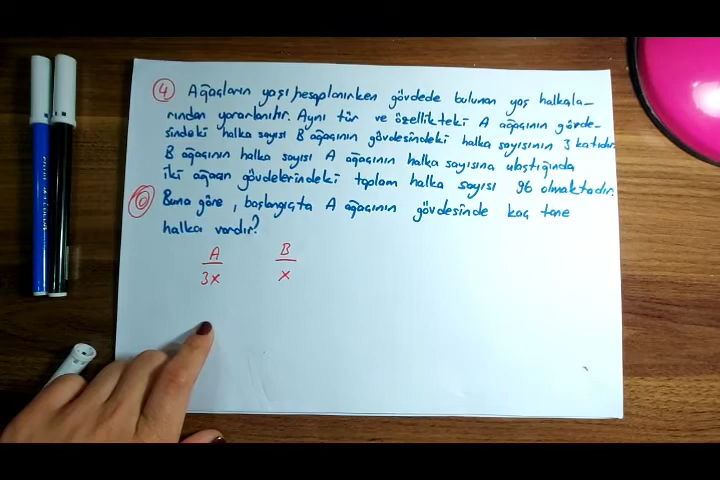 ④ Ağaçların yaşı hesaplanırken gövdede bulunan yaş halkala-
rından yararlanılır. Aynı tür ve özellikteki A ağacının gövde-
sindeki halka sayısı B ağacının gövdesindeki halka sayısının 3 katıdır.
B ağacının halka sayısı A ağacının halka sayısına ulaştığında
iki ağacın gövdelerindeki toplam halka sayısı 96 olmaktadır.
Buna göre, başlangıçta A ağacının gövdesinde kaç tane
halka vardır?
A B
3x x